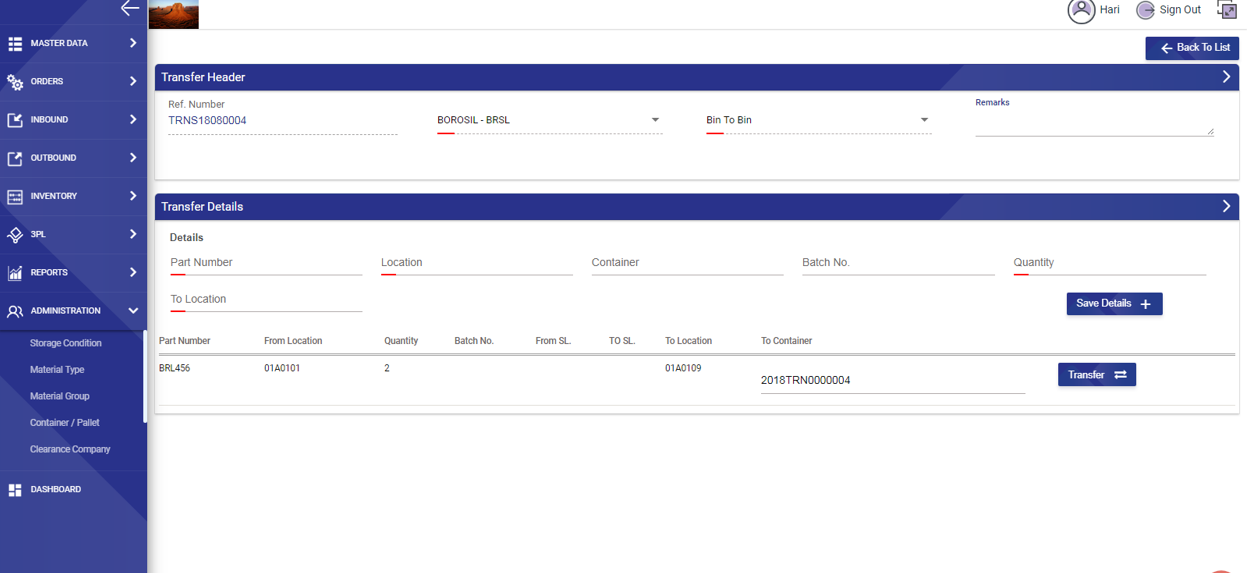 Hari
Sign Out
MASTER DATA
ORDERS
INBOUND
OUTBOUND
INVENTORY
3PL
REPORTS
ADMINISTRATION
Storage Condition
Material Type
Material Group
Container / Pallet
Clearance Company
DASHBOARD
Back To List
Transfer Header
Ref. Number
TRNS18080004
BOROSIL - BRSL
Bin To Bin
Remarks
Transfer Details
Details
Part Number
Location
Container
Batch No.
Quantity
To Location
Save Details
Part Number From Location Quantity Batch No. From SL. TO SL. To Location To Container
BRL456 01A0101 2 01A0109 2018TRN0000004 Transfer